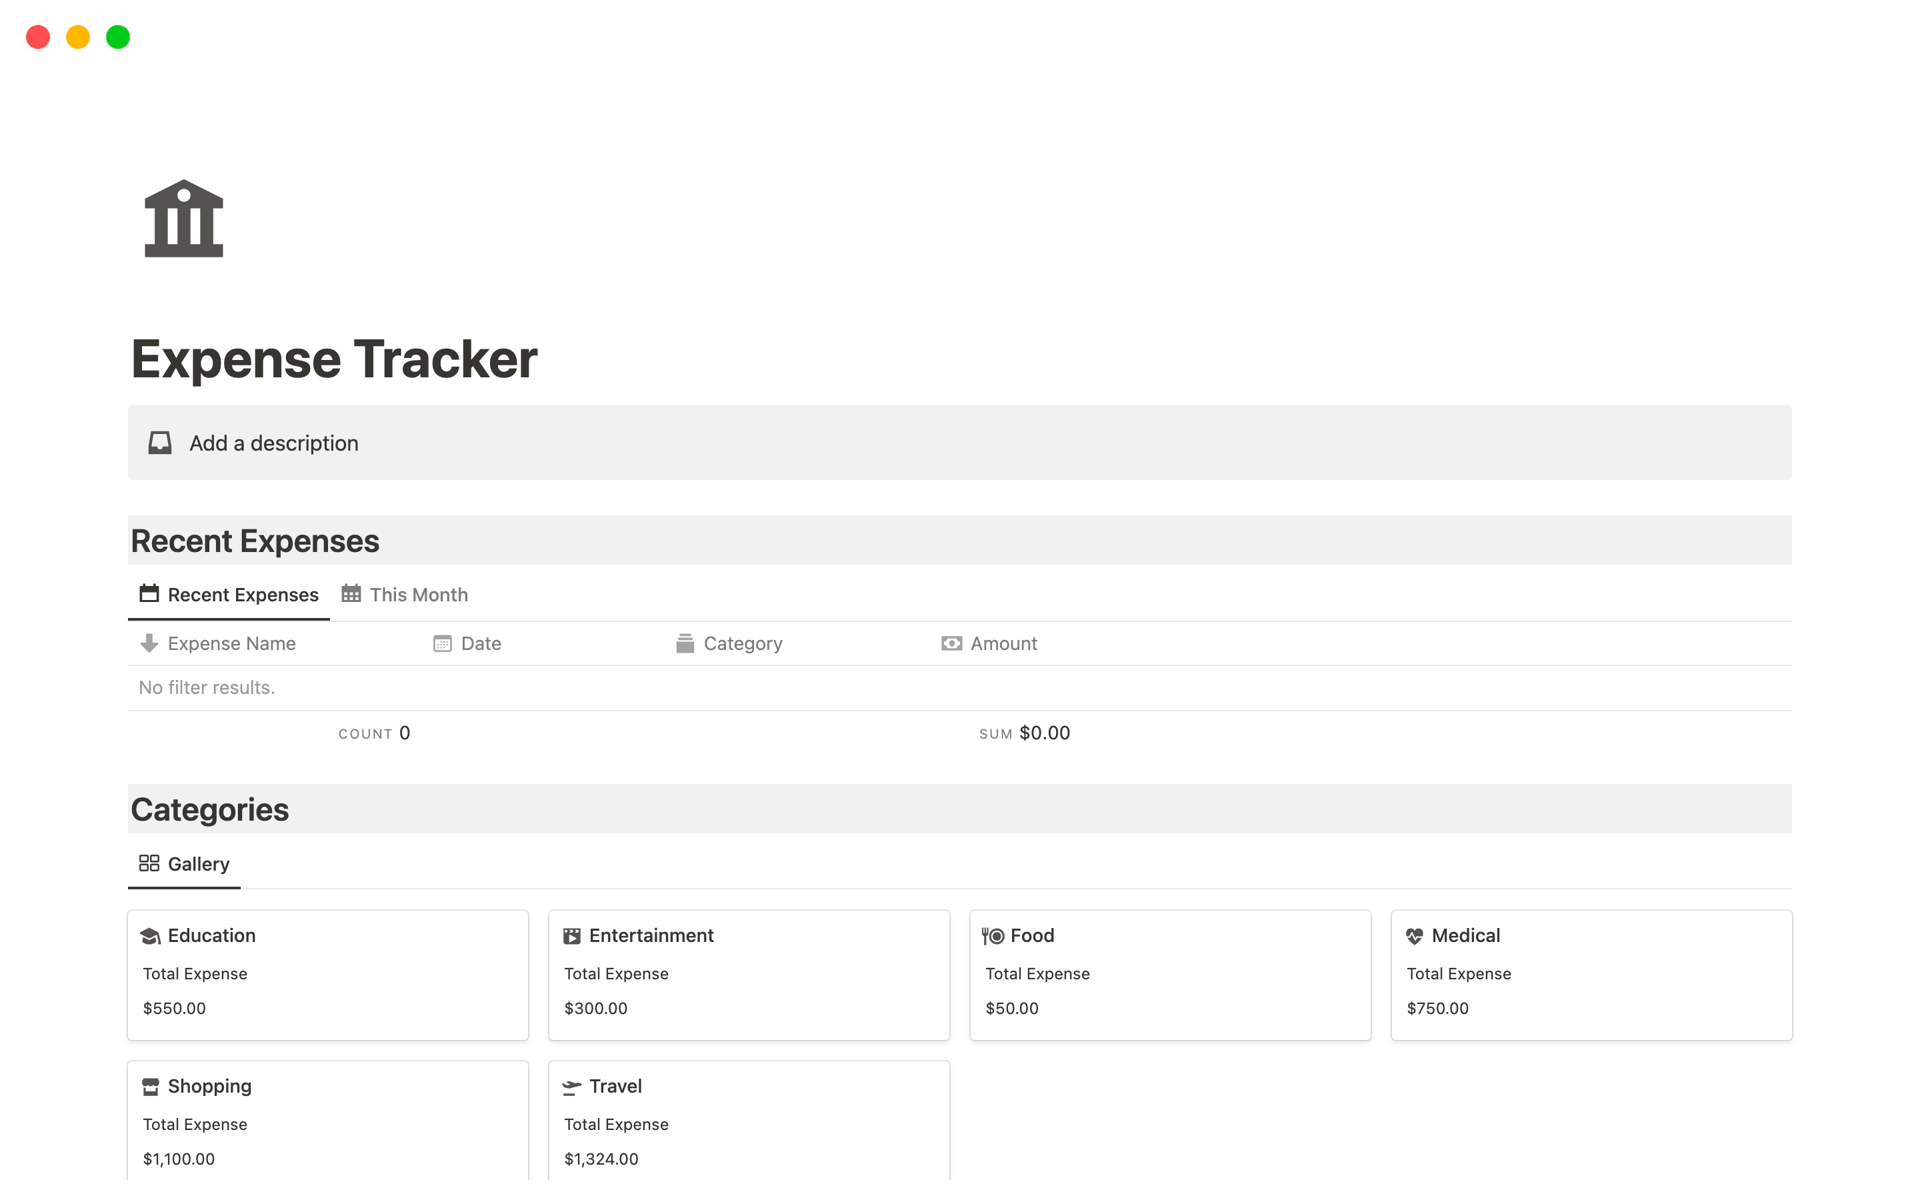 Expense Tracker
Add a description
Recent Expenses
Recent Expenses This Month
Expense Name Date Category Amount
No filter results.
COUNT 0 SUM $0.00
Categories
Gallery
Education Entertainment Food Medical
Total Expense Total Expense Total Expense Total Expense
$550.00 $300.00 $50.00 $750.00
Shopping Travel
Total Expense Total Expense
$1,100.00 $1,324.00